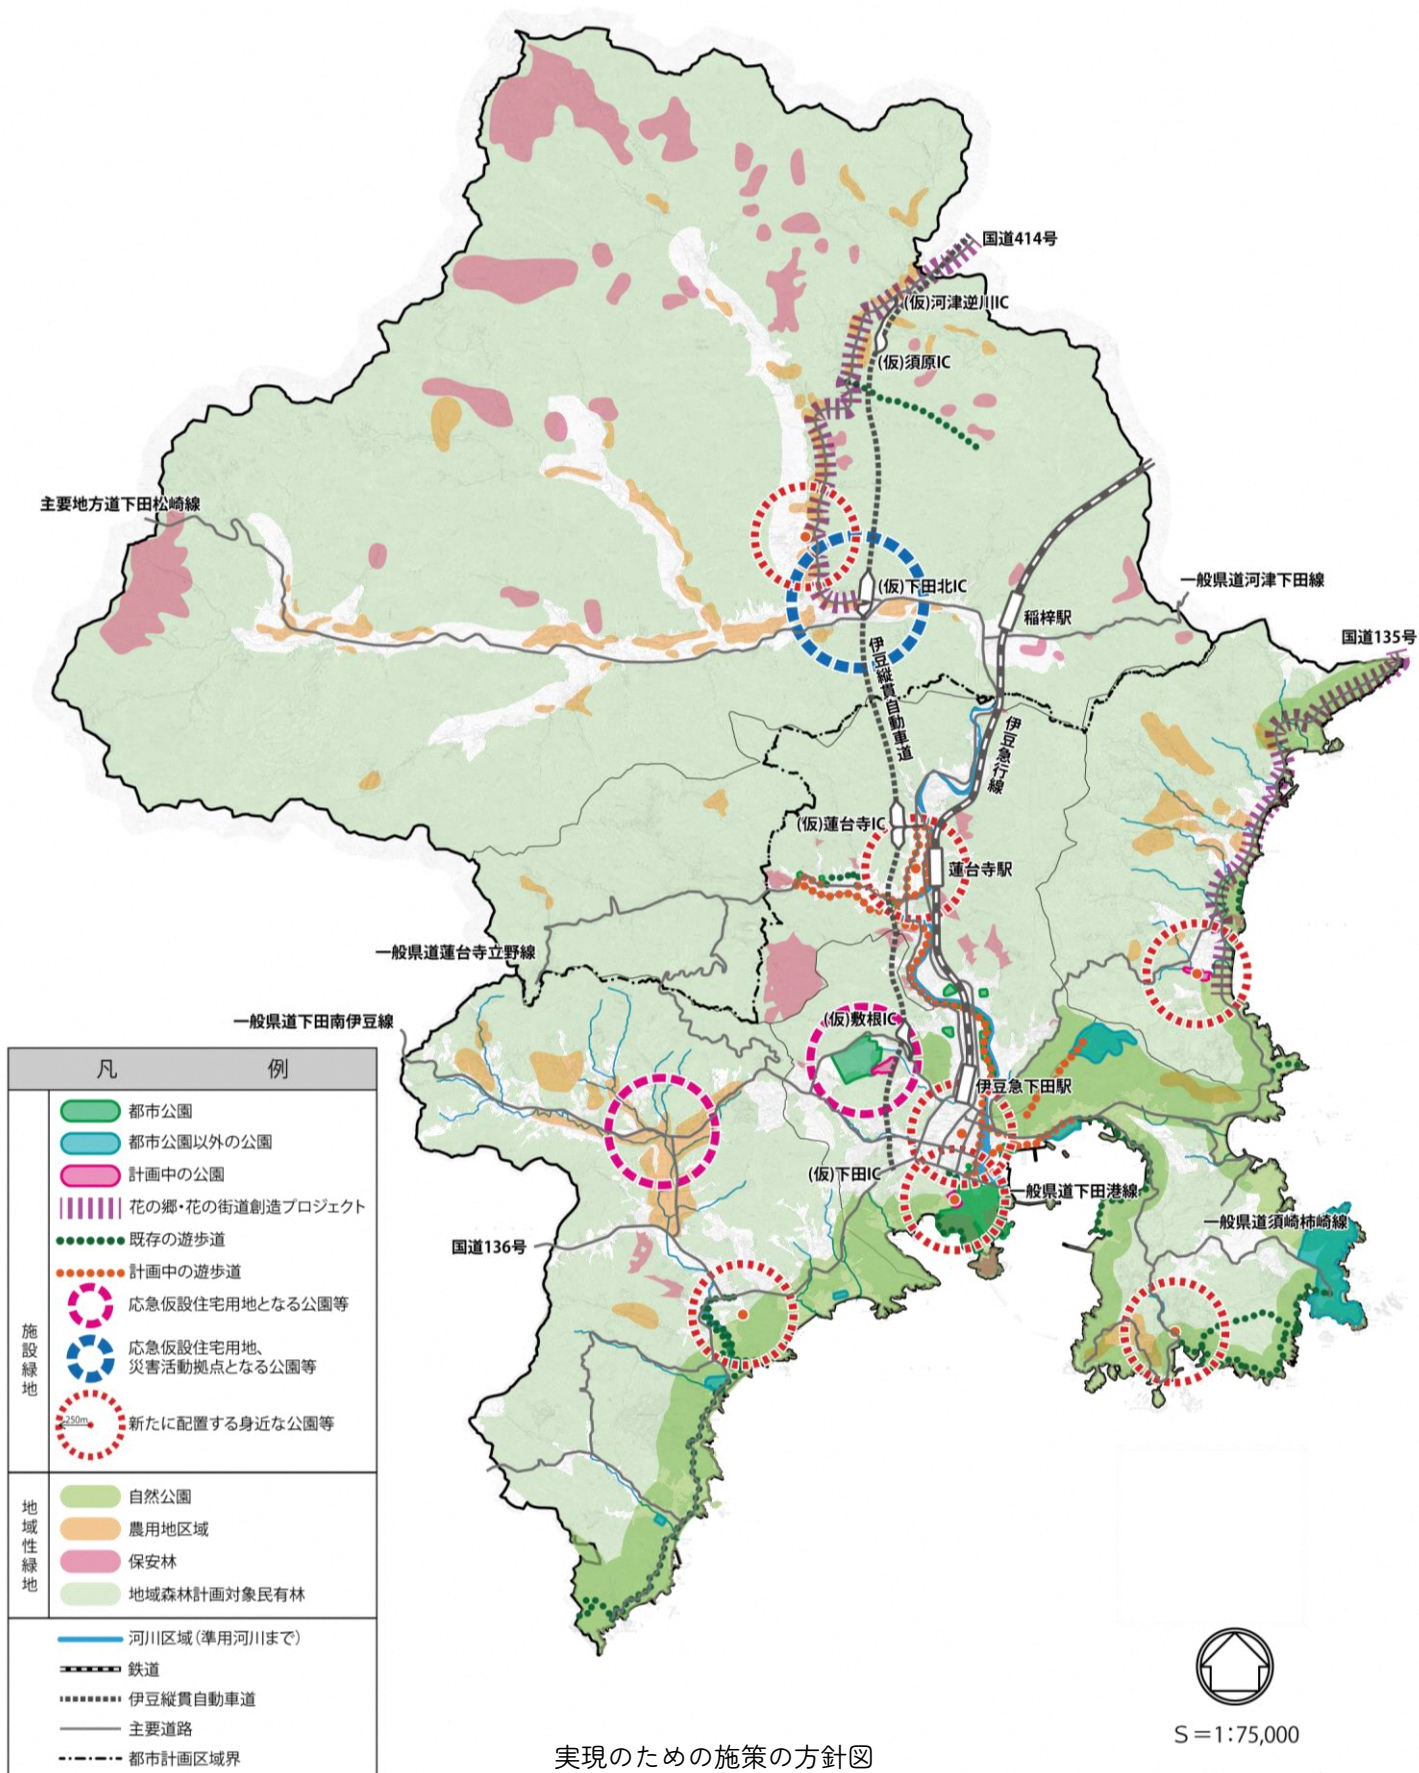 国道414号
(仮)河津逆川IC
(仮)須原IC
主要地方道下田松崎線
(仮)下田北IC
一般県道河津下田線
稲梓駅
国道135号
伊豆縦貫自動車道
伊豆急行線
(仮)蓮台寺IC
蓮台寺駅
一般県道蓮台寺立野線
一般県道下田南伊豆線
(仮)敷根IC
伊豆急下田駅
(仮)下田IC
一般県道下田港線
一般県道須崎柿崎線
国道136号
凡 例
施設緑地
都市公園
都市公園以外の公園
計画中の公園
花の郷・花の街道創造プロジェクト
既存の遊歩道
計画中の遊歩道
応急仮設住宅用地となる公園等
応急仮設住宅用地、
災害活動拠点となる公園等
250m
新たに配置する身近な公園等
地域性緑地
自然公園
農用地区域
保安林
地域森林計画対象民有林
河川区域(準用河川まで)
鉄道
伊豆縦貫自動車道
主要道路
都市計画区域界
S=1:75,000
実現のための施策の方針図